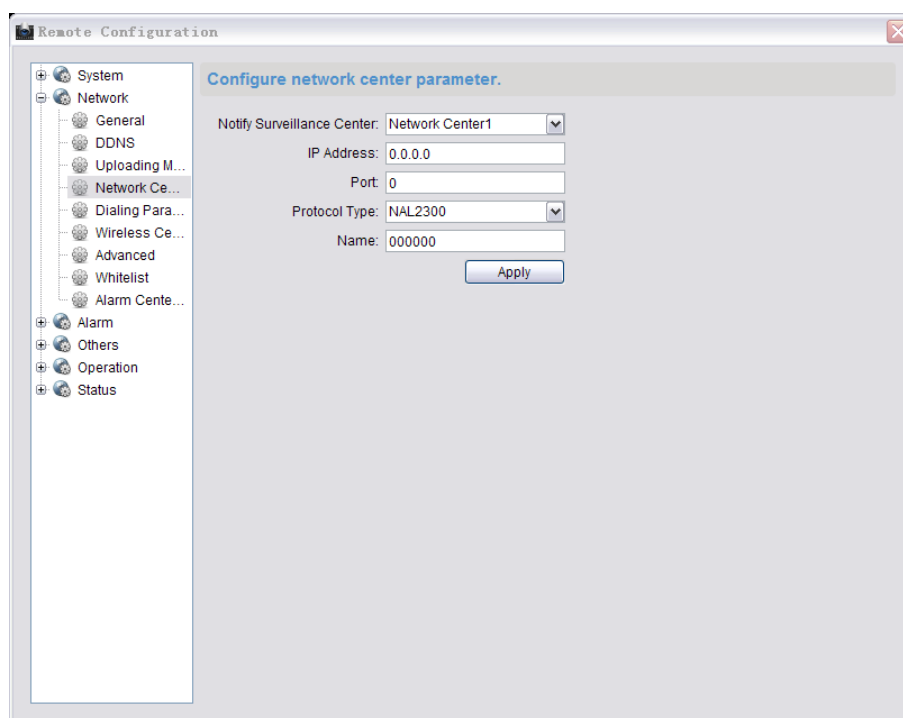 Remote Configuration
System
Network
General
DDNS
Uploading M...
Network Ce...
Dialing Para...
Wireless Ce...
Advanced
Whitelist
Alarm Cente...
Alarm
Others
Operation
Status
Configure network center parameter.
Notify Surveillance Center: Network Center1
IP Address: 0.0.0.0
Port: 0
Protocol Type: NAL2300
Name: 000000
Apply